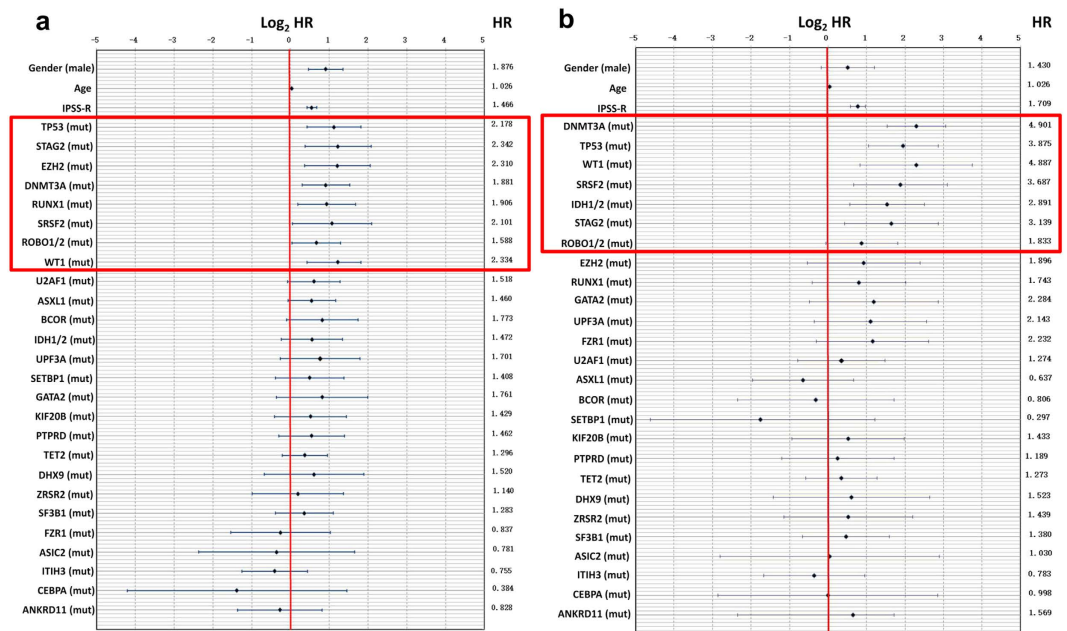 a
Log2 HR HR
-5 -4 -3 -2 -1 0 1 2 3 4 5
Gender (male) 1.876
Age 1.026
IPSS-R 1.466
TP53 (mut) 2.178
STAG2 (mut) 2.342
EZH2 (mut) 2.310
DNMT3A (mut) 1.881
RUNX1 (mut) 1.906
SRSF2 (mut) 2.101
ROBO1/2 (mut) 1.588
WT1 (mut) 2.334
U2AF1 (mut) 1.518
ASXL1 (mut) 1.460
BCOR (mut) 1.773
IDH1/2 (mut) 1.472
UPF3A (mut) 1.701
SETBP1 (mut) 1.408
GATA2 (mut) 1.761
KIF20B (mut) 1.429
PTPRD (mut) 1.462
TET2 (mut) 1.296
DHX9 (mut) 1.520
ZRSR2 (mut) 1.140
SF3B1 (mut) 1.283
FZR1 (mut) 0.837
ASIC2 (mut) 0.781
ITIH3 (mut) 0.755
CEBPA (mut) 0.384
ANKRD11 (mut) 0.828
b
Log2 HR HR
-5 -4 -3 -2 -1 0 1 2 3 4 5
Gender (male) 1.430
Age 1.026
IPSS-R 1.709
DNMT3A (mut) 4.901
TP53 (mut) 3.875
WT1 (mut) 4.887
SRSF2 (mut) 3.687
IDH1/2 (mut) 2.891
STAG2 (mut) 3.139
ROBO1/2 (mut) 1.833
EZH2 (mut) 1.896
RUNX1 (mut) 1.743
GATA2 (mut) 2.284
UPF3A (mut) 2.143
FZR1 (mut) 2.232
U2AF1 (mut) 1.274
ASXL1 (mut) 0.637
BCOR (mut) 0.806
SETBP1 (mut) 0.297
KIF20B (mut) 1.433
PTPRD (mut) 1.189
TET2 (mut) 1.273
DHX9 (mut) 1.523
ZRSR2 (mut) 1.439
SF3B1 (mut) 1.380
ASIC2 (mut) 1.030
ITIH3 (mut) 0.783
CEBPA (mut) 0.998
ANKRD11 (mut) 1.569